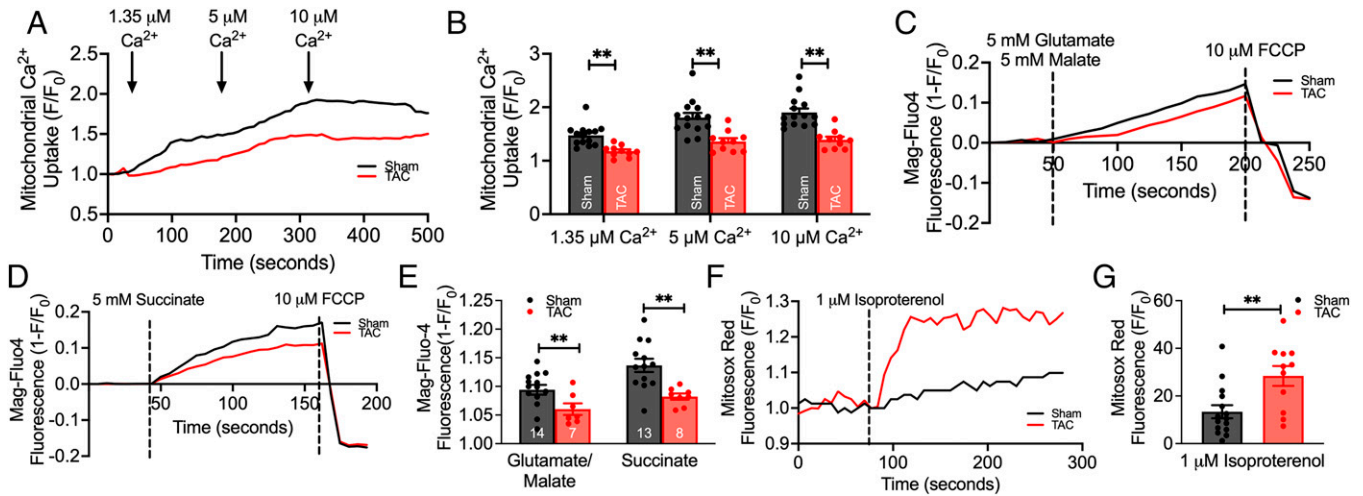 A
1.35 µM
Ca²⁺
5 µM
Ca²⁺
10 µM
Ca²⁺
Mitochondrial Ca²⁺
Uptake (F/F₀)
2.5
2.0
1.5
1.0
0.5
Sham
TAC
0
100
200
300
400
500
Time (seconds)
B
Mitochondrial Ca²⁺
Uptake (F/F₀)
3
2
1
0
**
**
**
Sham
TAC
Sham
TAC
Sham
TAC
1.35 µM Ca²⁺
5 µM Ca²⁺
10 µM Ca²⁺
C
5 mM Glutamate
5 mM Malate
10 µM FCCP
Sham
TAC
Mag-Fluo4
Fluorescence (1-F/F₀)
0.2
0.1
0.0
-0.1
-0.2
50
100
150
200
250
Time (seconds)
D
5 mM Succinate
10 µM FCCP
Sham
TAC
Mag-Fluo4
Fluorescence (1-F/F₀)
0.2
0.1
0.0
-0.1
-0.2
50
100
150
200
Time (seconds)
E
Mag-Fluo-4
Fluorescence(1-F/F₀)
1.25
1.20
1.15
1.10
1.05
1.00
Sham
TAC
**
**
14
7
13
8
Glutamate/
Malate
Succinate
F
1 µM Isoproterenol
Mitosox Red
Fluorescence (F/F₀)
1.4
1.3
1.2
1.1
1.0
0.9
Sham
TAC
0
100
200
300
Time (seconds)
G
Mitosox Red
Fluorescence (F/F₀)
60
40
20
0
Sham
TAC
**
1 µM Isoproterenol